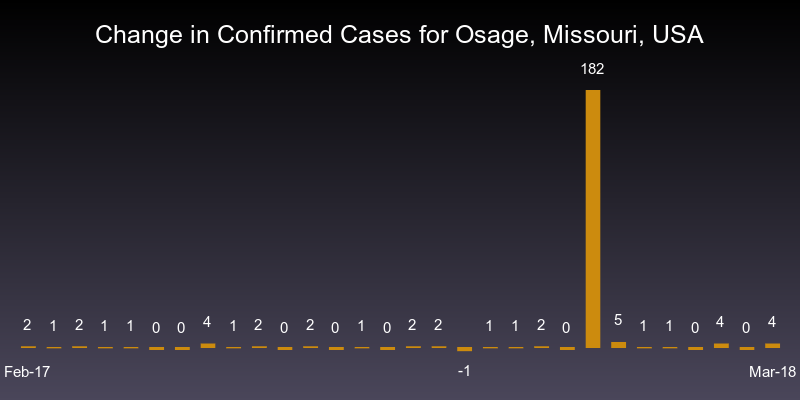 Change in Confirmed Cases for Osage, Missouri, USA
182
2 1 2 1 1 0 0 4 1 2 0 2 0 1 0 2 2 1 1 2 0 5 1 1 0 4 0 4
Feb-17 -1 Mar-18